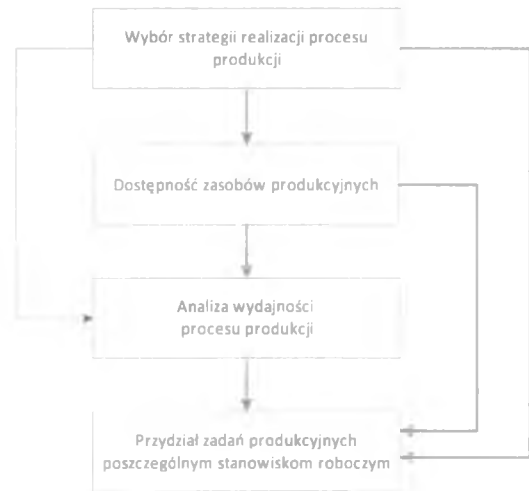 Wybór strategii realizacji procesu
produkcji
Dostępność zasobów produkcyjnych
Analiza wydajności
procesu produkcji
Przydział zadań produkcyjnych
poszczególnym stanowiskom roboczym